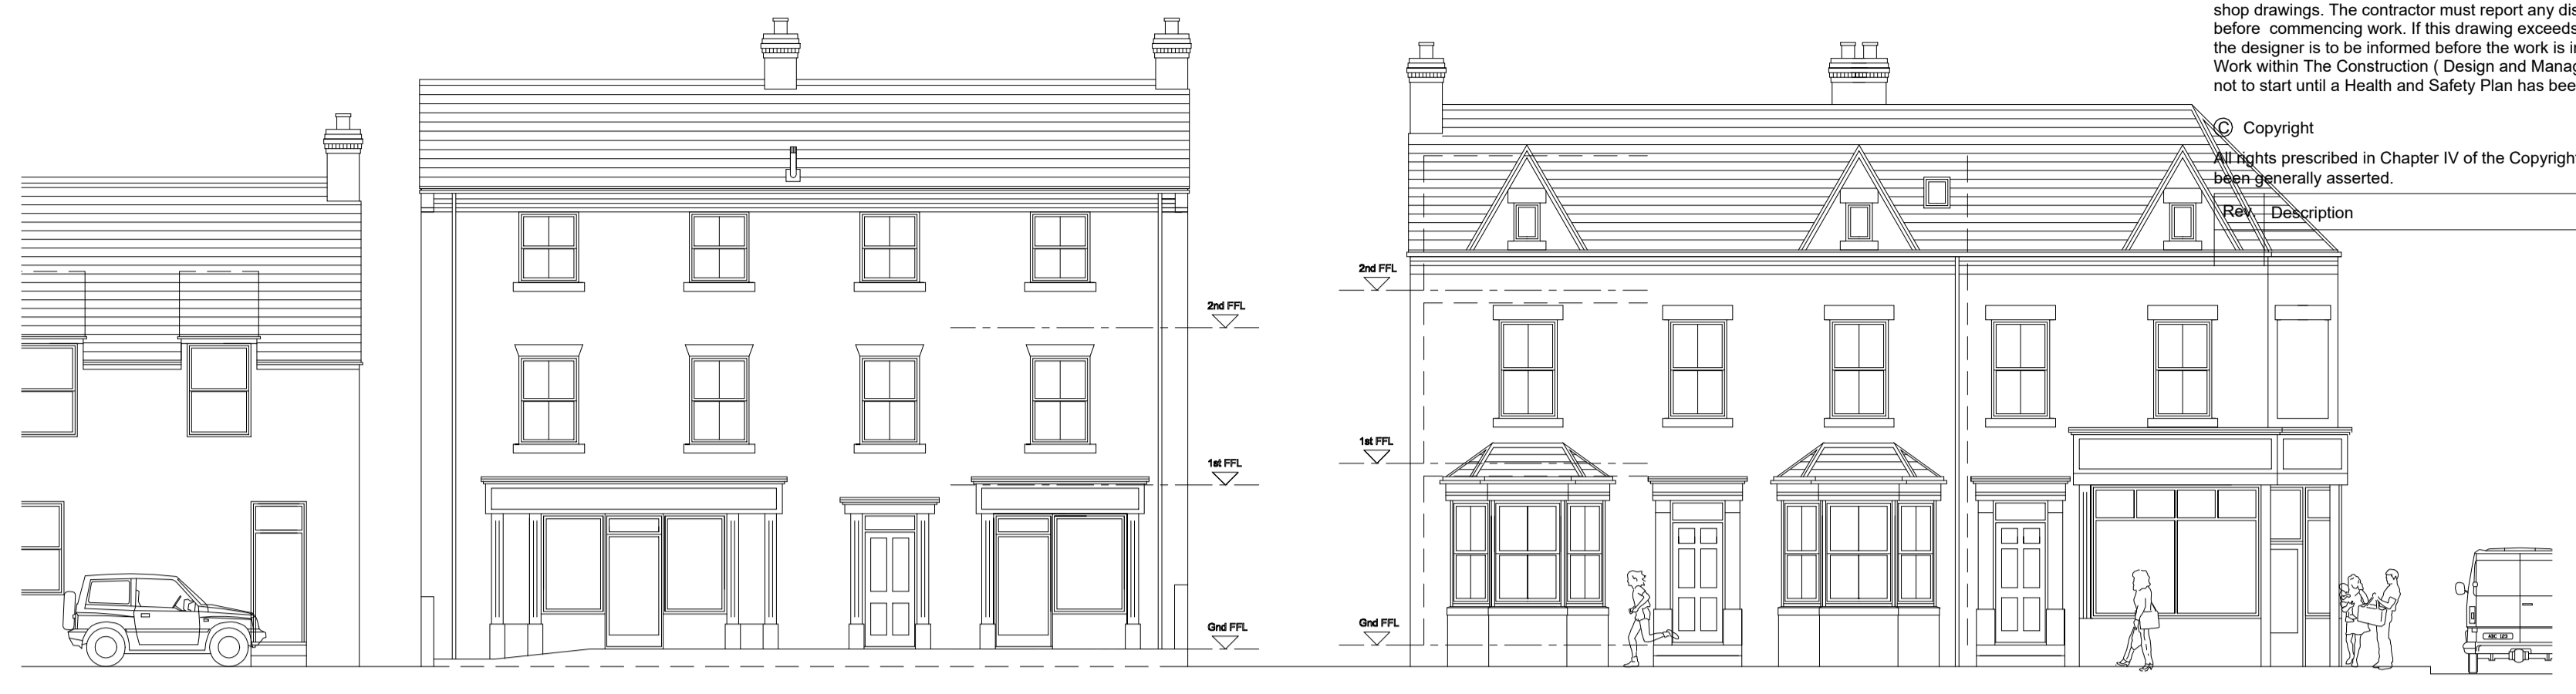 shop drawings. The contractor must report any dis
before commencing work. If this drawing exceeds
the designer is to be informed before the work is i
Work within The Construction ( Design and Manag
not to start until a Health and Safety Plan has bee
© Copyright
All rights prescribed in Chapter IV of the Copyright
been generally asserted.
Rev. Description
2nd FFL
1st FFL
Gnd FFL
2nd FFL
1st FFL
Gnd FFL
ABC 123